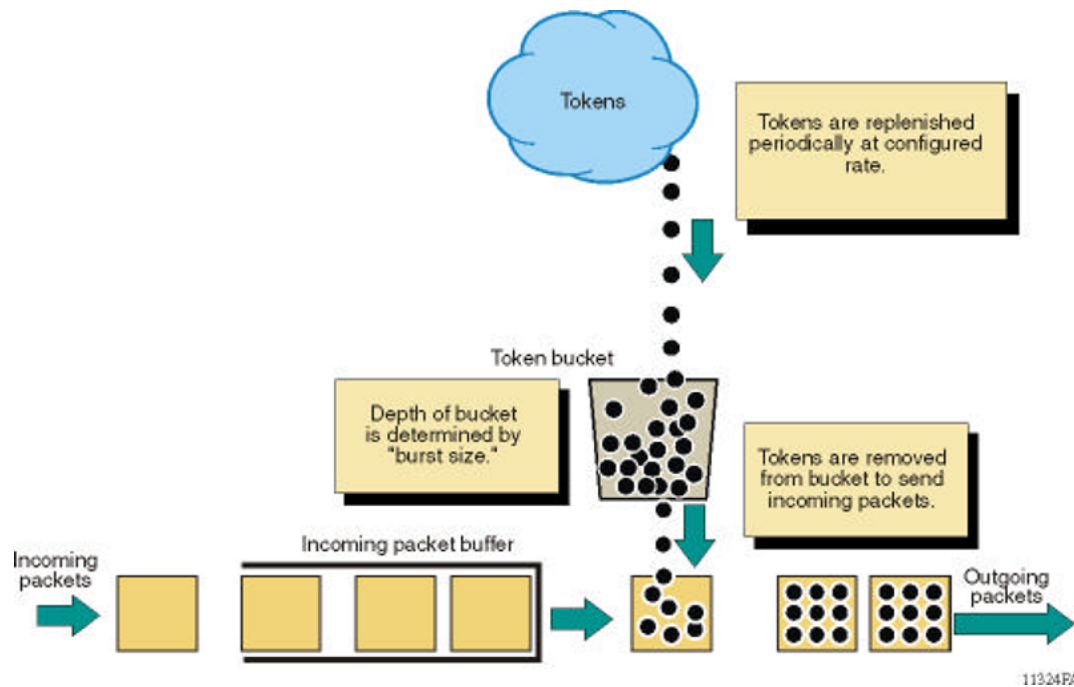 Tokens
Tokens are replenished
periodically at configured
rate.
Token bucket
Depth of bucket
is determined by
"burst size."
Tokens are removed
from bucket to send
incoming packets.
Incoming packet buffer
Incoming
packets
Outgoing
packets